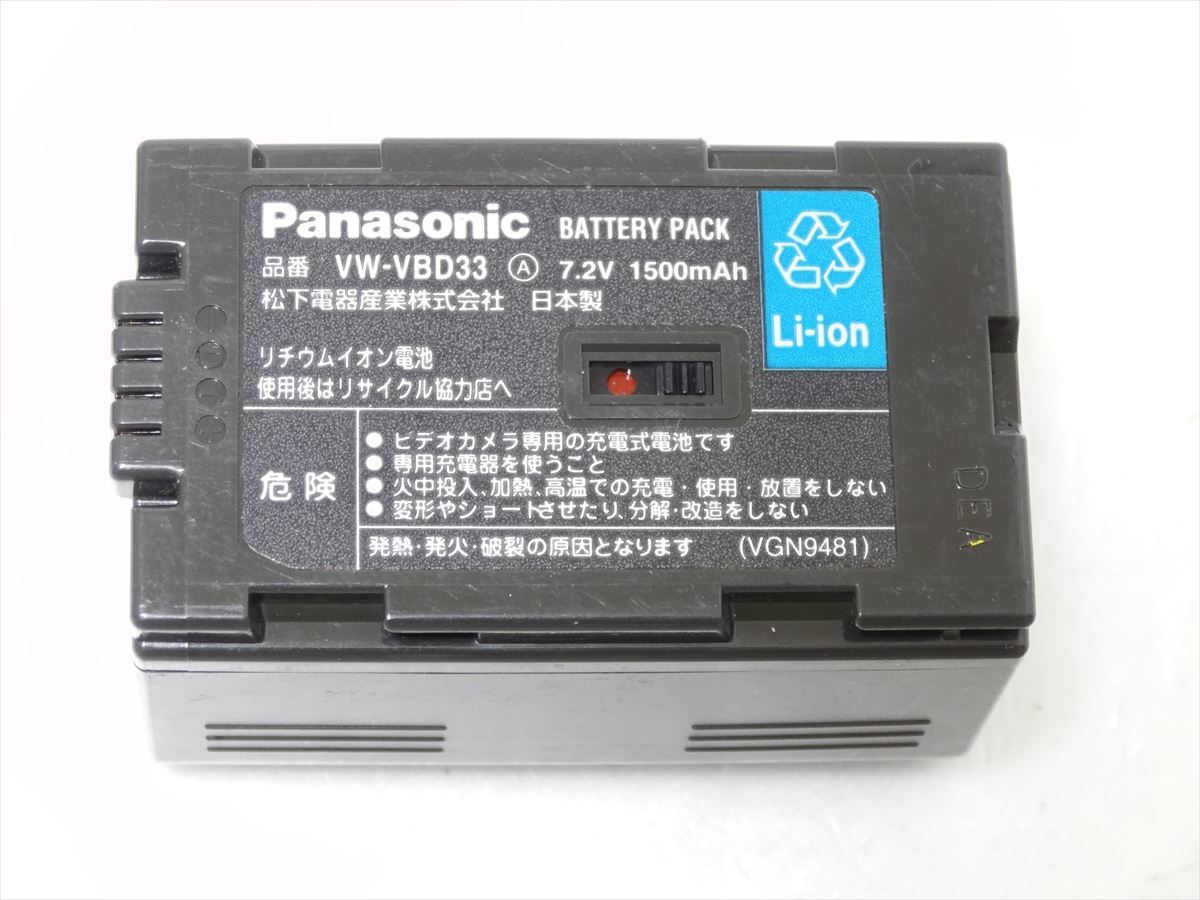 Panasonic BATTERY PACK
品番 VW-VBD33 Ⓐ 7.2V 1500mAh
松下電器産業株式会社 日本製
Li-ion
リチウムイオン電池
使用後はリサイクル協力店へ
危険
● ビデオカメラ専用の充電式電池です
● 専用充電器を使うこと
● 火中投入、加熱、高温での充電・使用・放置をしない
● 変形やショートさせたり、分解・改造をしない
発熱・発火・破裂の原因となります (VGN9481)
DEA